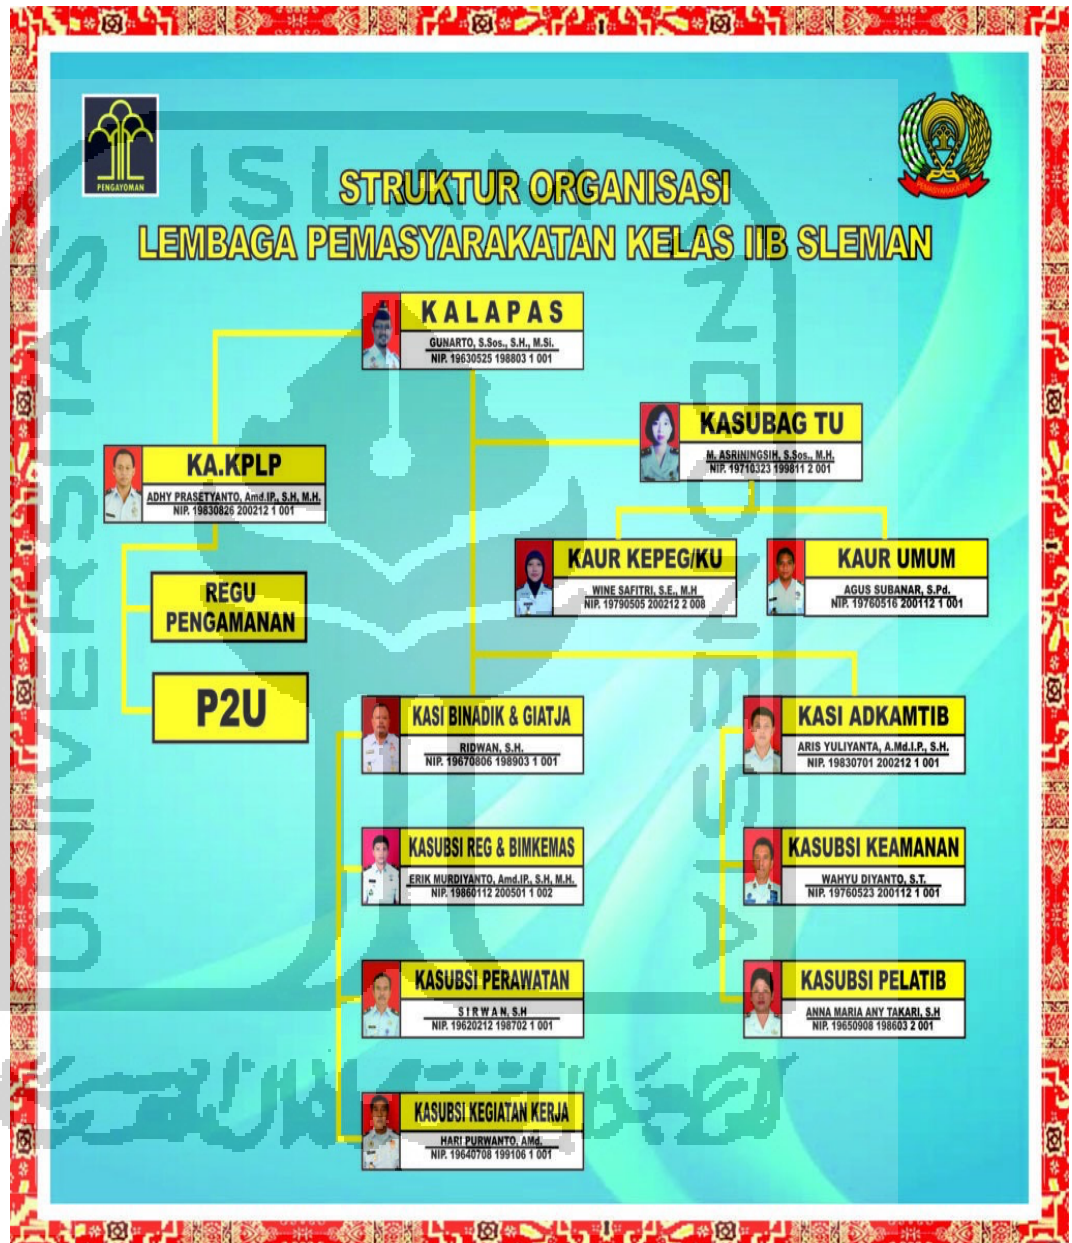 PENGAYOMAN
PEMASYARAKATAN
STRUKTUR ORGANISASI
LEMBAGA PEMASYARAKATAN KELAS IIB SLEMAN
KALAPAS
GUNARTO, S.Sos., S.H., M.Si.
NIP. 19630525 198803 1 001
KASUBAG TU
M. ASRININGSIH, S.Sos., M.H.
NIP. 19710323 199811 2 001
KA.KPLP
ADHY PRASETYANTO, Amd.IP., S.H, M.H.
NIP. 19830826 200212 1 001
KAUR KEPEG/KU
WINE SAFITRI, S.E., M.H
NIP. 19790505 200212 2 008
KAUR UMUM
AGUS SUBANAR, S.Pd.
NIP. 19760516 200112 1 001
REGU
PENGAMANAN
P2U
KASI BINADIK & GIATJA
RIDWAN, S.H.
NIP. 19670806 198903 1 001
KASI ADKAMTIB
ARIS YULIYANTA, A.Md.I.P., S.H.
NIP. 19830701 200212 1 001
KASUBSI REG & BIMKEMAS
ERIK MURDIYANTO, Amd.IP., S.H, M.H.
NIP. 19860112 200501 1 002
KASUBSI KEAMANAN
WAHYU DIYANTO, S.T.
NIP. 19760523 200112 1 001
KASUBSI PERAWATAN
S I R W A N, S.H
NIP. 19620212 198702 1 001
KASUBSI PELATIB
ANNA MARIA ANY TAKARI, S.H
NIP. 19650908 198603 2 001
KASUBSI KEGIATAN KERJA
HARI PURWANTO, AMd.
NIP. 19640708 199106 1 001
UNIVERSITAS
ISLAM
INDONESIA